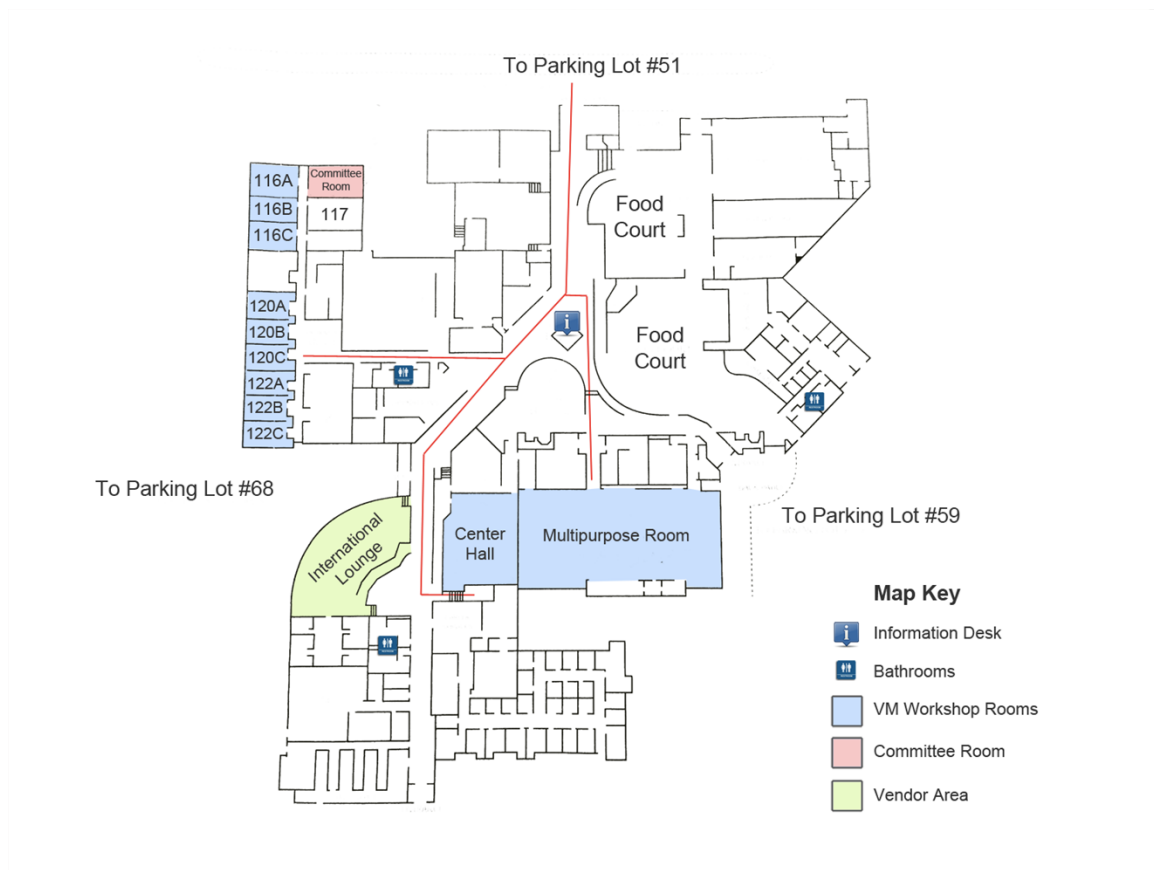 To Parking Lot #51
116A
Committee
Room
116B
117
116C
Food
Court
120A
120B
120C
122A
122B
122C
Food
Court
To Parking Lot #68
International
Lounge
Center
Hall
Multipurpose Room
To Parking Lot #59
Map Key
Information Desk
Bathrooms
VM Workshop Rooms
Committee Room
Vendor Area